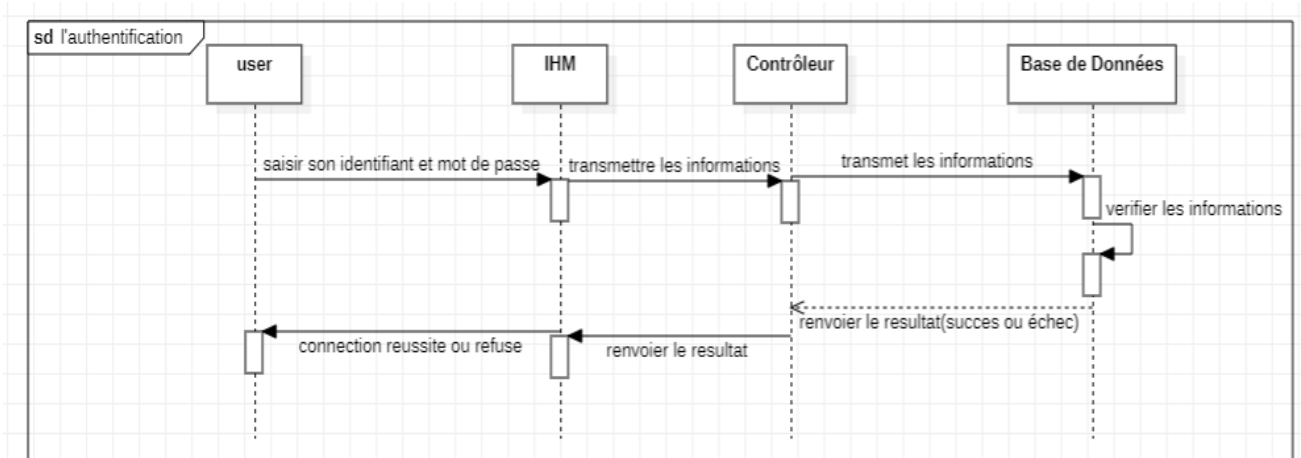 sd l'authentification
user
IHM
Contrôleur
Base de Données
saisir son identifiant et mot de passe
transmettre les informations
transmet les informations
verifier les informations
renvoier le resultat(succes ou échec)
connection reussite ou refuse
renvoier le resultat